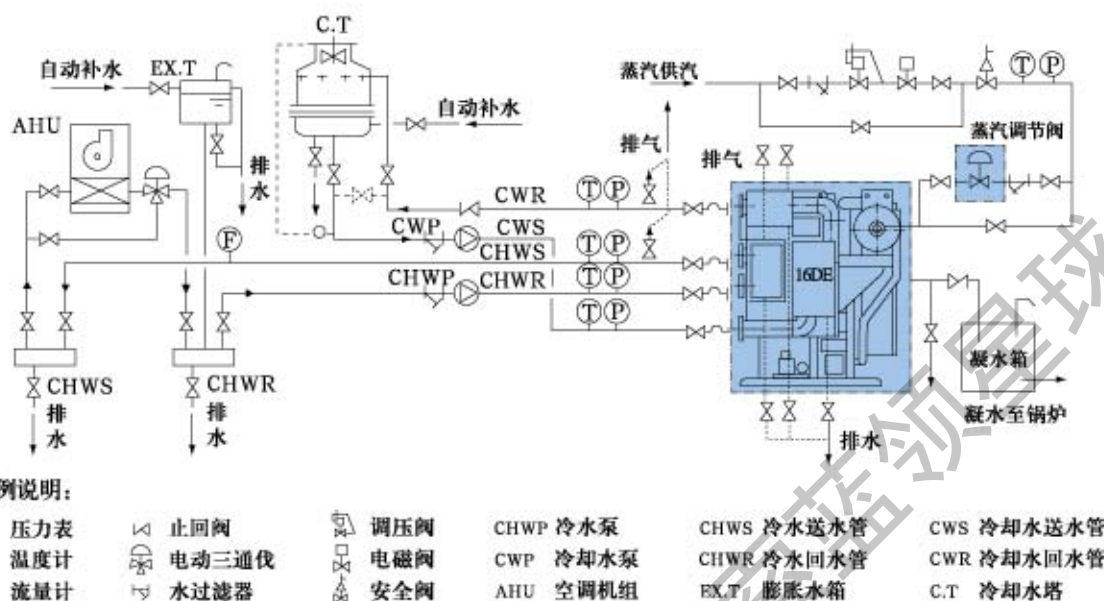 C.T
自动补水
EX.T
AHU
排水
自动补水
蒸汽供汽
T P
蒸汽调节阀
排气
排气
CWR
T P
CWP
CWS
F
CHWS
T P
CHWP
CHWR
T P
T P
16DE
凝水箱
凝水至锅炉
CHWS
排水
CHWR
排水
排水
例说明：
压力表
止回阀
调压阀
CHWP 冷水泵
CHWS 冷水送水管
CWS 冷却水送水管
温度计
电动三通伐
电磁阀
CWP 冷却水泵
CHWR 冷水回水管
CWR 冷却水回水管
流量计
水过滤器
安全阀
AHU 空调机组
EX.T 膨胀水箱
C.T 冷却水塔
蓝领星球